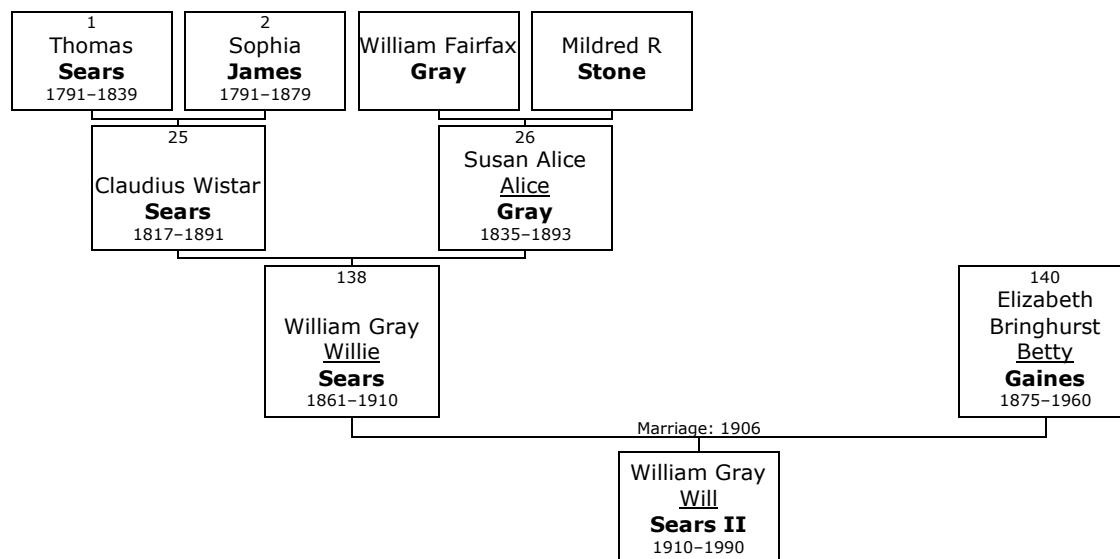 1
Thomas
Sears
1791–1839
2
Sophia
James
1791–1879
William Fairfax
Gray
Mildred R
Stone
25
Claudius Wistar
Sears
1817–1891
26
Susan Alice
Alice
Gray
1835–1893
138
William Gray
Willie
Sears
1861–1910
140
Elizabeth
Bringhurst
Betty
Gaines
1875–1960
Marriage: 1906
William Gray
Will
Sears II
1910–1990